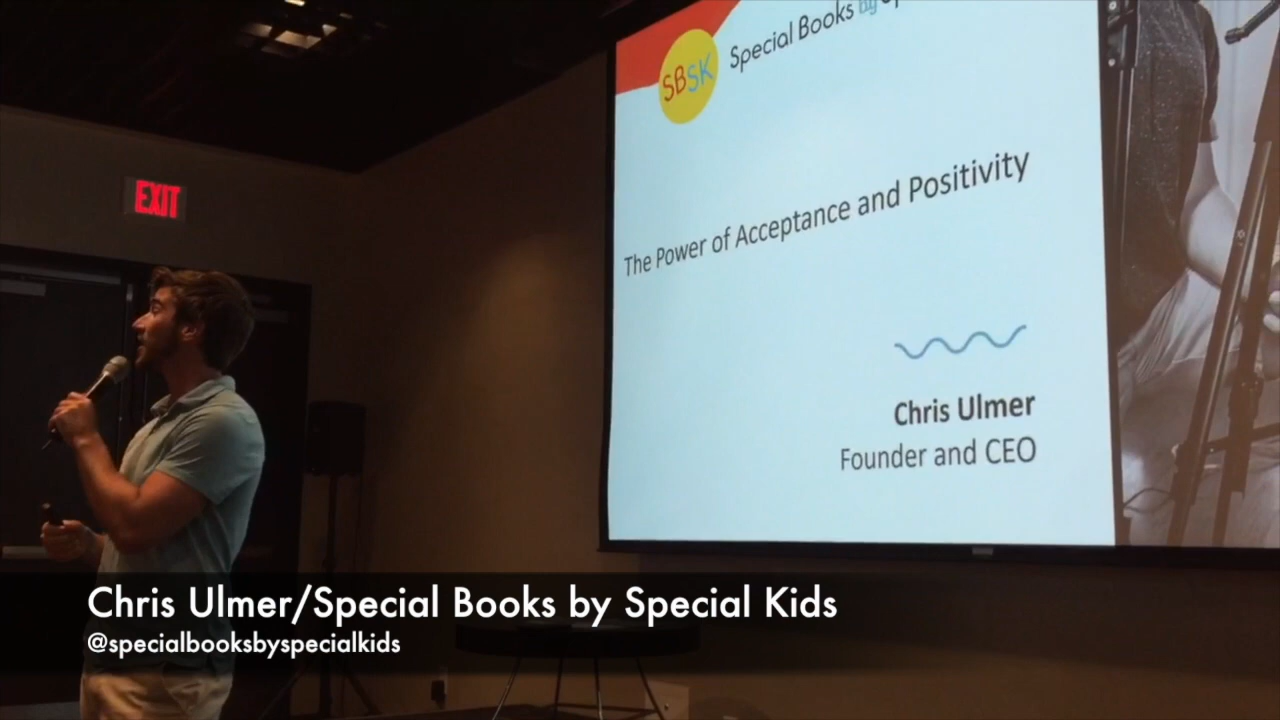 SBSK
Special Books by
The Power of Acceptance and Positivity
EXIT
Chris Ulmer
Founder and CEO
Chris Ulmer/Special Books by Special Kids
@specialbooksbyspecialkids